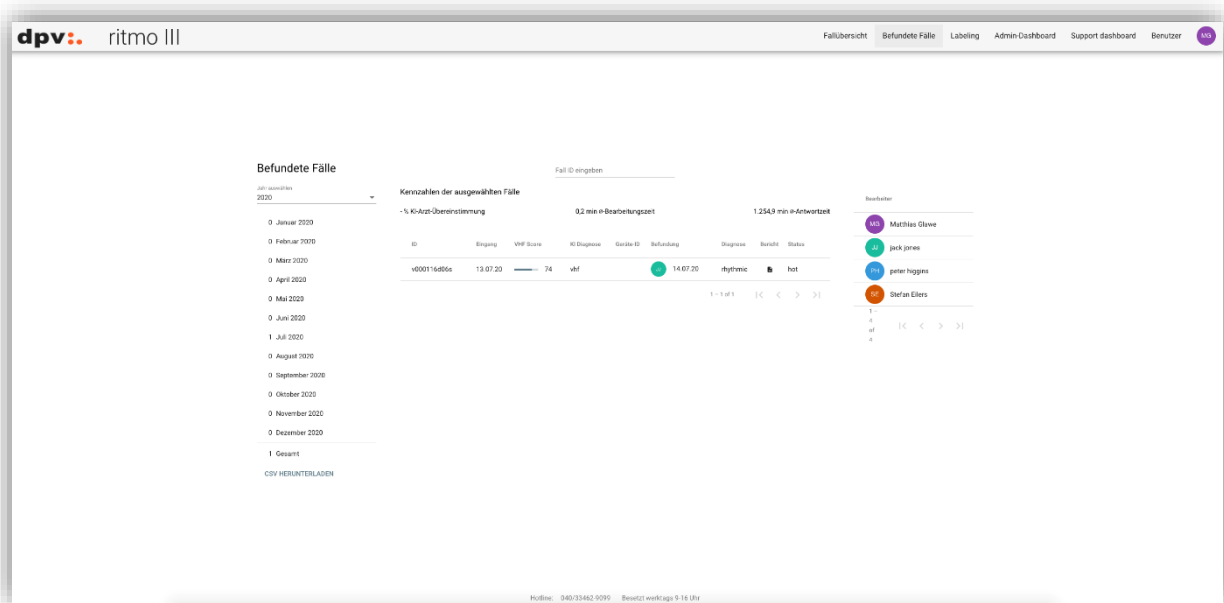 dpv:. ritmo III Fallübersicht Befundete Fälle Labeling Admin-Dashboard Support dashboard Benutzer MG
Befundete Fälle
Jahr auswählen
2020
0 Januar 2020
0 Februar 2020
0 März 2020
0 April 2020
0 Mai 2020
0 Juni 2020
1 Juli 2020
0 August 2020
0 September 2020
0 Oktober 2020
0 November 2020
0 Dezember 2020
1 Gesamt
CSV HERUNTERLADEN
Fall ID eingeben
Kennzahlen der ausgewählten Fälle
- % KI-Arzt-Übereinstimmung 0,2 min ⌀-Bearbeitungszeit 1.254,9 min ⌀-Antwortzeit
ID Eingang VHF Score KI Diagnose Geräte-ID Befundung Diagnose Bericht Status
v000116d06s 13.07.20 74 vhf JJ 14.07.20 rhythmic hot
1 – 1 of 1 |< < > >|
Bearbeiter
MG Matthias Glawe
JJ jack jones
PH peter higgins
SE Stefan Eilers
1 –
4
of
4
|< < > >|
Hotline: 040/33462-9099 Besetzt werktags 9-16 Uhr